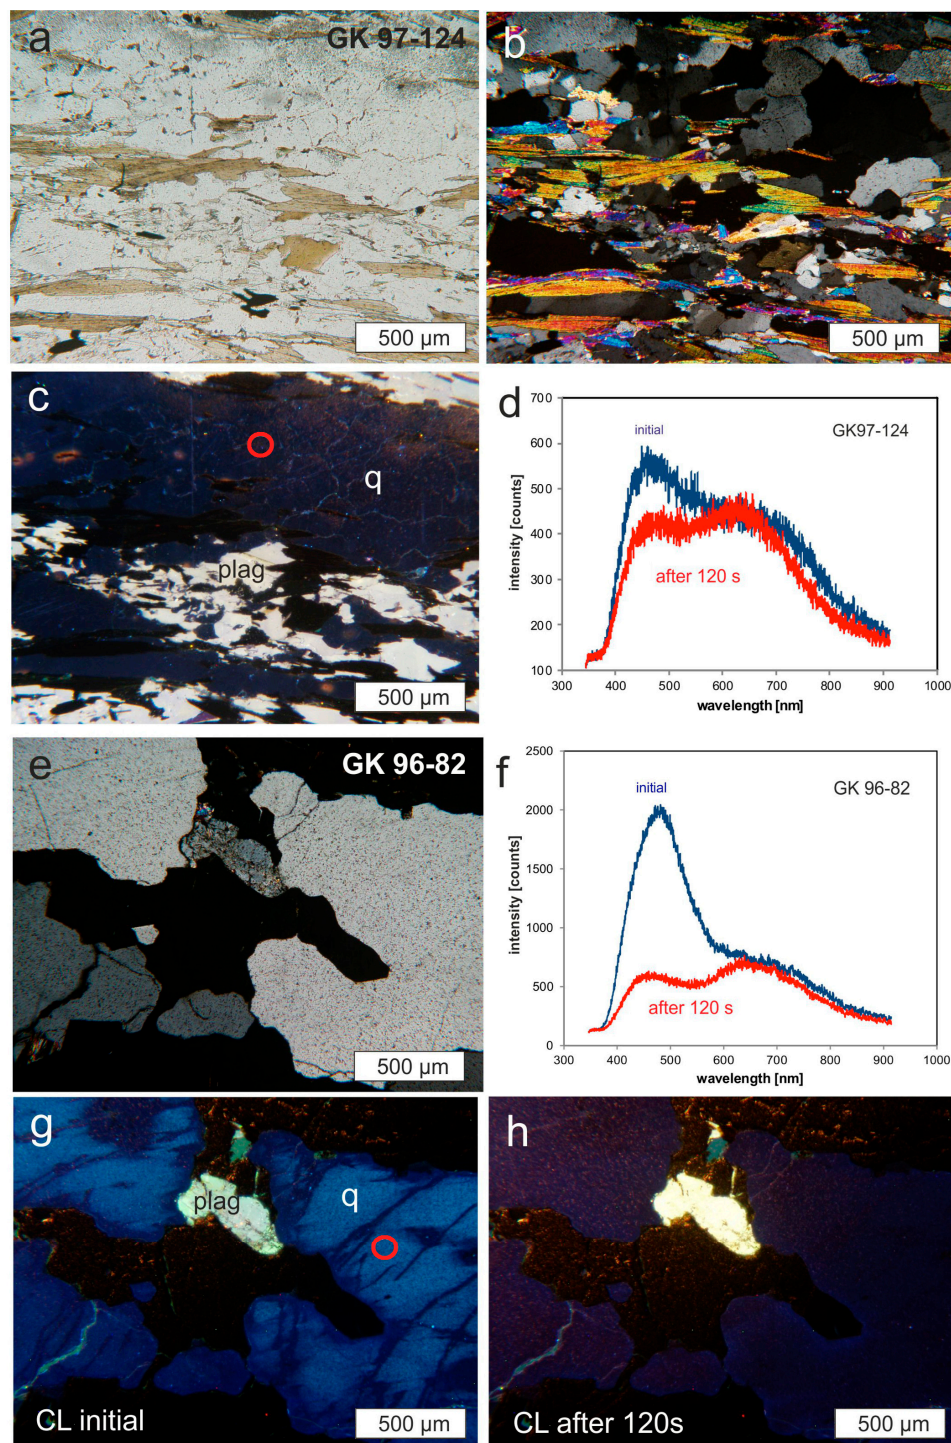 a
GK 97-124
500 µm
b
500 µm
c
q
plag
500 µm
d
700
600
500
400
300
200
100
intensity [counts]
initial
GK97-124
after 120 s
300
400
500
600
700
800
900
1000
wavelength [nm]
e
GK 96-82
500 µm
f
2500
2000
1500
1000
500
0
intensity [counts]
initial
GK 96-82
after 120 s
300
400
500
600
700
800
900
1000
wavelength [nm]
g
plag
q
CL initial
500 µm
h
CL after 120s
500 µm